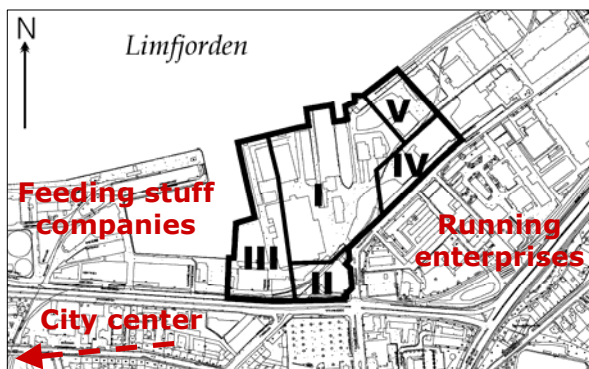 N
Limfjorden
V
IV
I
Feeding stuff
companies
Running
enterprises
III
II
City center